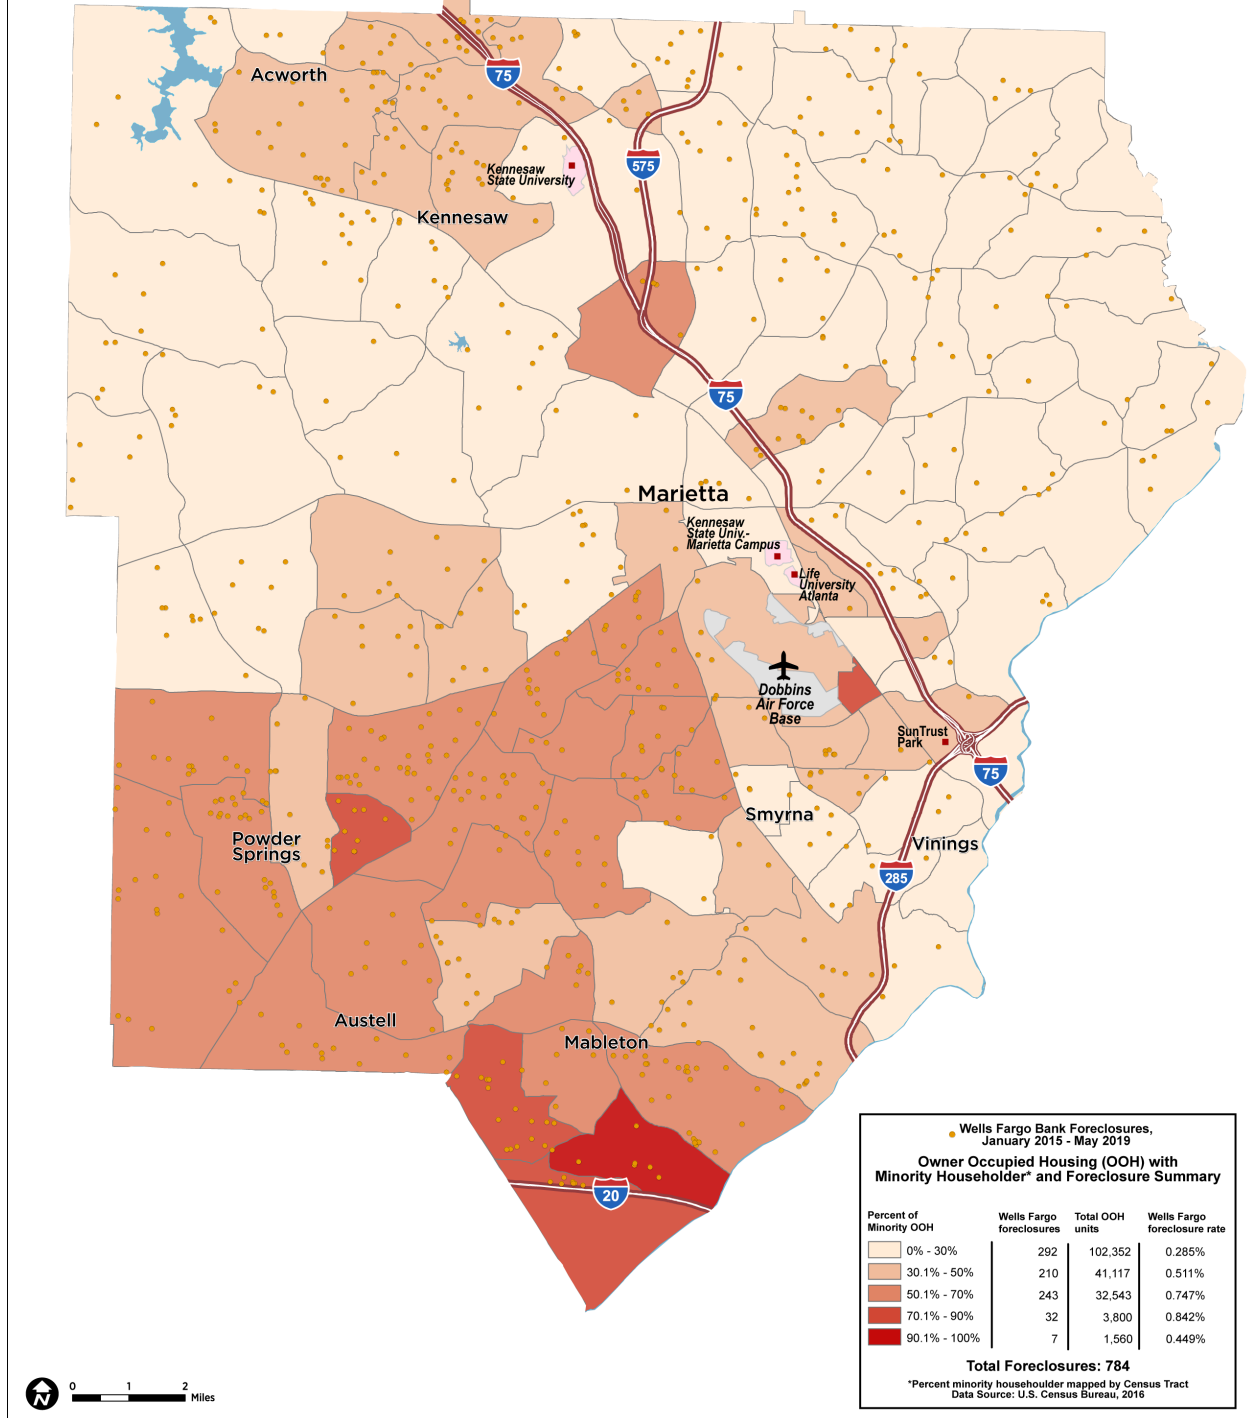 Acworth
75
575
Kennesaw
State University
Kennesaw
75
Marietta
Kennesaw
State Univ.-
Marietta Campus
Life
University
Atlanta
Dobbins
Air Force
Base
SunTrust
Park
75
Smyrna
Powder
Springs
Vinings
285
Austell
Mableton
20
Wells Fargo Bank Foreclosures,
January 2015 - May 2019
Owner Occupied Housing (OOH) with
Minority Householder* and Foreclosure Summary
Percent of Minority OOH Wells Fargo foreclosures Total OOH units Wells Fargo foreclosure rate
0% - 30% 292 102,352 0.285%
30.1% - 50% 210 41,117 0.511%
50.1% - 70% 243 32,543 0.747%
70.1% - 90% 32 3,800 0.842%
90.1% - 100% 7 1,560 0.449%
Total Foreclosures: 784
*Percent minority househoulder mapped by Census Tract
Data Source: U.S. Census Bureau, 2016
N
0 1 2
Miles